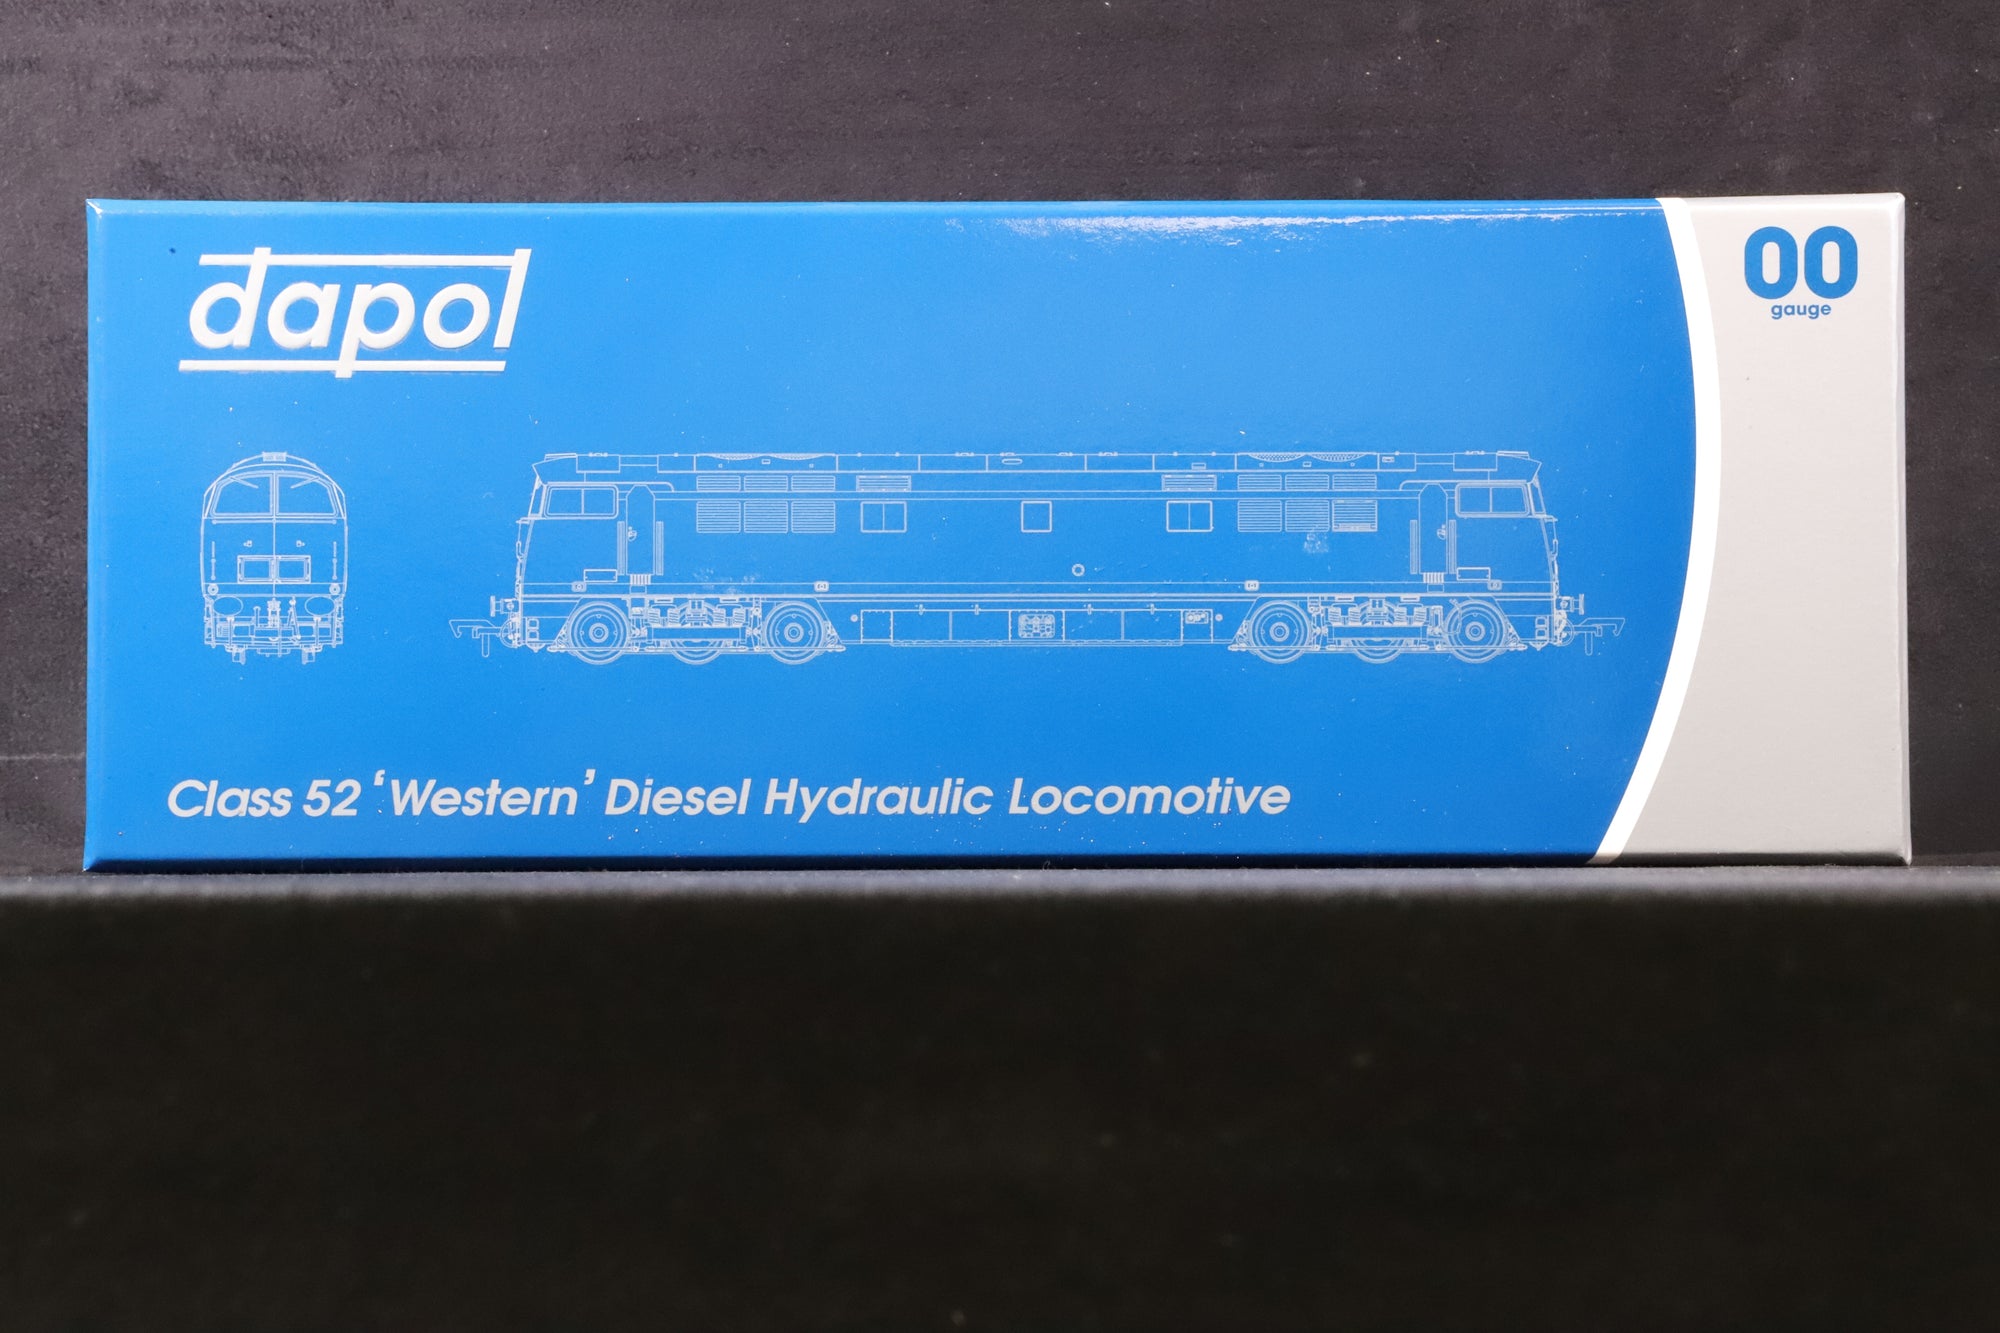 dapol
00
gauge
Class 52 ‘Western’ Diesel Hydraulic Locomotive